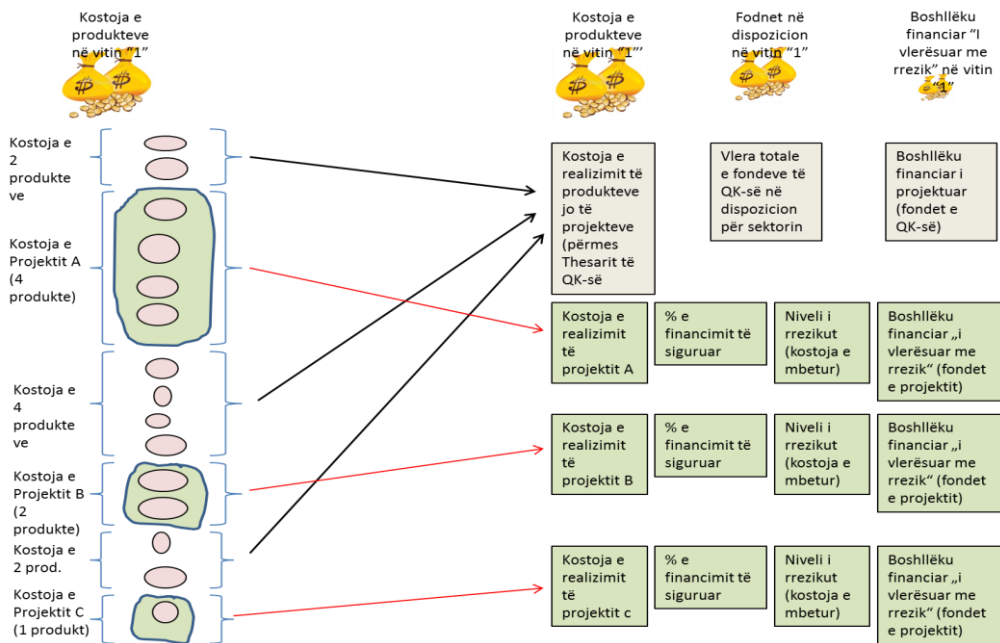 Kostoja e
produkteve
në vitin “1”
Kostoja e
produkteve
në vitin “1”’
Fodnet në
dispozicion
në vitin “1”
Boshllëku
financiar “I
vlerësuar me
rrezik” në vitin
“1”
Kostoja e
2
produkte
ve
Kostoja e
Projektit A
(4
produkte)
Kostoja e
4
produkte
ve
Kostoja e
Projektit B
(2
produkte)
Kostoja e
2 prod.
Kostoja e
Projektit C
(1 produkt)
Kostoja e
realizimit të
produkteve
jo të
projekteve
(përmes
Thesarit të
QK-së
Vlera totale
e fondeve të
QK-së në
dispozicion
për sektorin
Boshllëku
financiar i
projektuar
(fondet e
QK-së)
Kostoja e
realizimit
të
projektit A
% e
financimit të
siguruar
Niveli i
rrezikut
(kostoja e
mbetur)
Boshllëku
financiar „i
vlerësuar me
rrezik“ (fondet
e projektit)
Kostoja e
realizimit
të
projektit B
% e
financimit të
siguruar
Niveli i
rrezikut
(kostoja e
mbetur)
Boshllëku
financiar „i
vlerësuar me
rrezik“ (fondet
e projektit)
Kostoja e
realizimit
të
projektit c
% e
financimit të
siguruar
Niveli i
rrezikut
(kostoja e
mbetur)
Boshllëku
financiar „i
vlerësuar me
rrezik“ (fondet
e projektit)